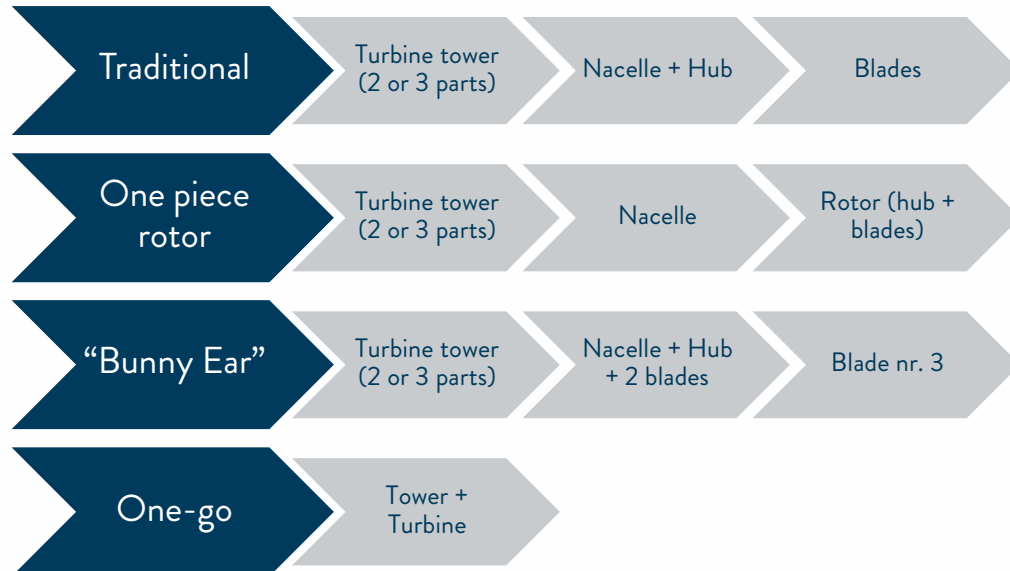 Traditional
Turbine tower
(2 or 3 parts)
Nacelle + Hub
Blades
One piece
rotor
Turbine tower
(2 or 3 parts)
Nacelle
Rotor (hub +
blades)
“Bunny Ear”
Turbine tower
(2 or 3 parts)
Nacelle + Hub
+ 2 blades
Blade nr. 3
One-go
Tower +
Turbine